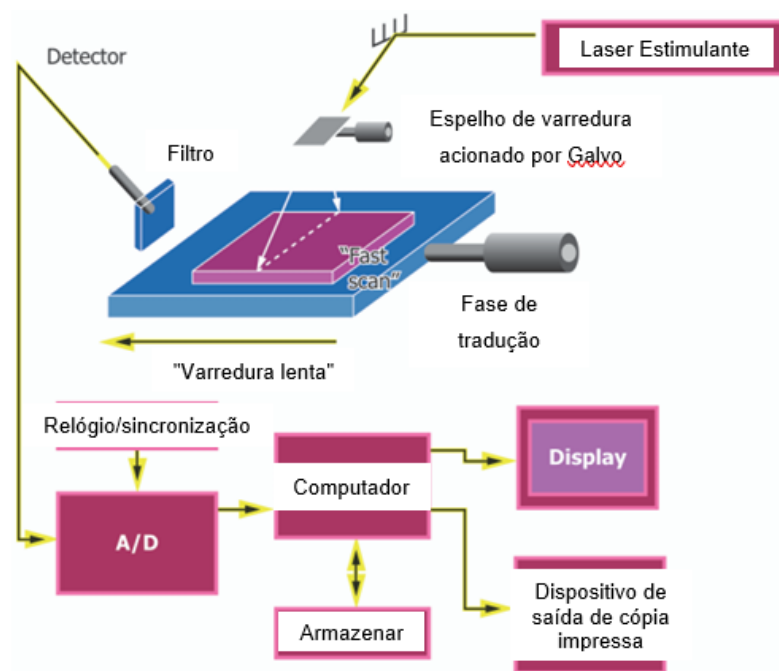 Laser Estimulante
Detector
Espelho de varredura
acionado por Galvo
Filtro
"Fast
scan"
Fase de
tradução
"Varredura lenta"
Relógio/sincronização
Computador
Display
A/D
Dispositivo de
saída de cópia
impressa
Armazenar